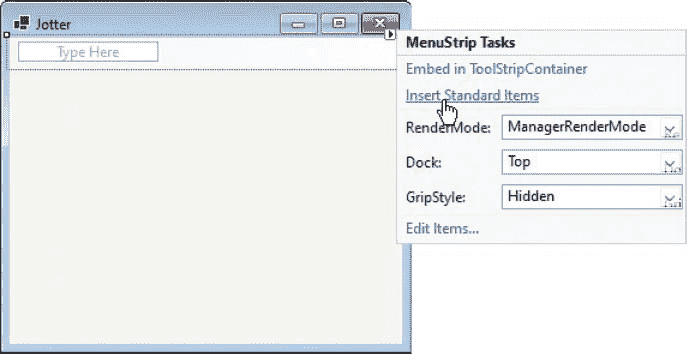 Jotter
Type Here
MenuStrip Tasks
Embed in ToolStripContainer
Insert Standard Items
RenderMode: ManagerRenderMode
Dock: Top
GripStyle: Hidden
Edit Items...